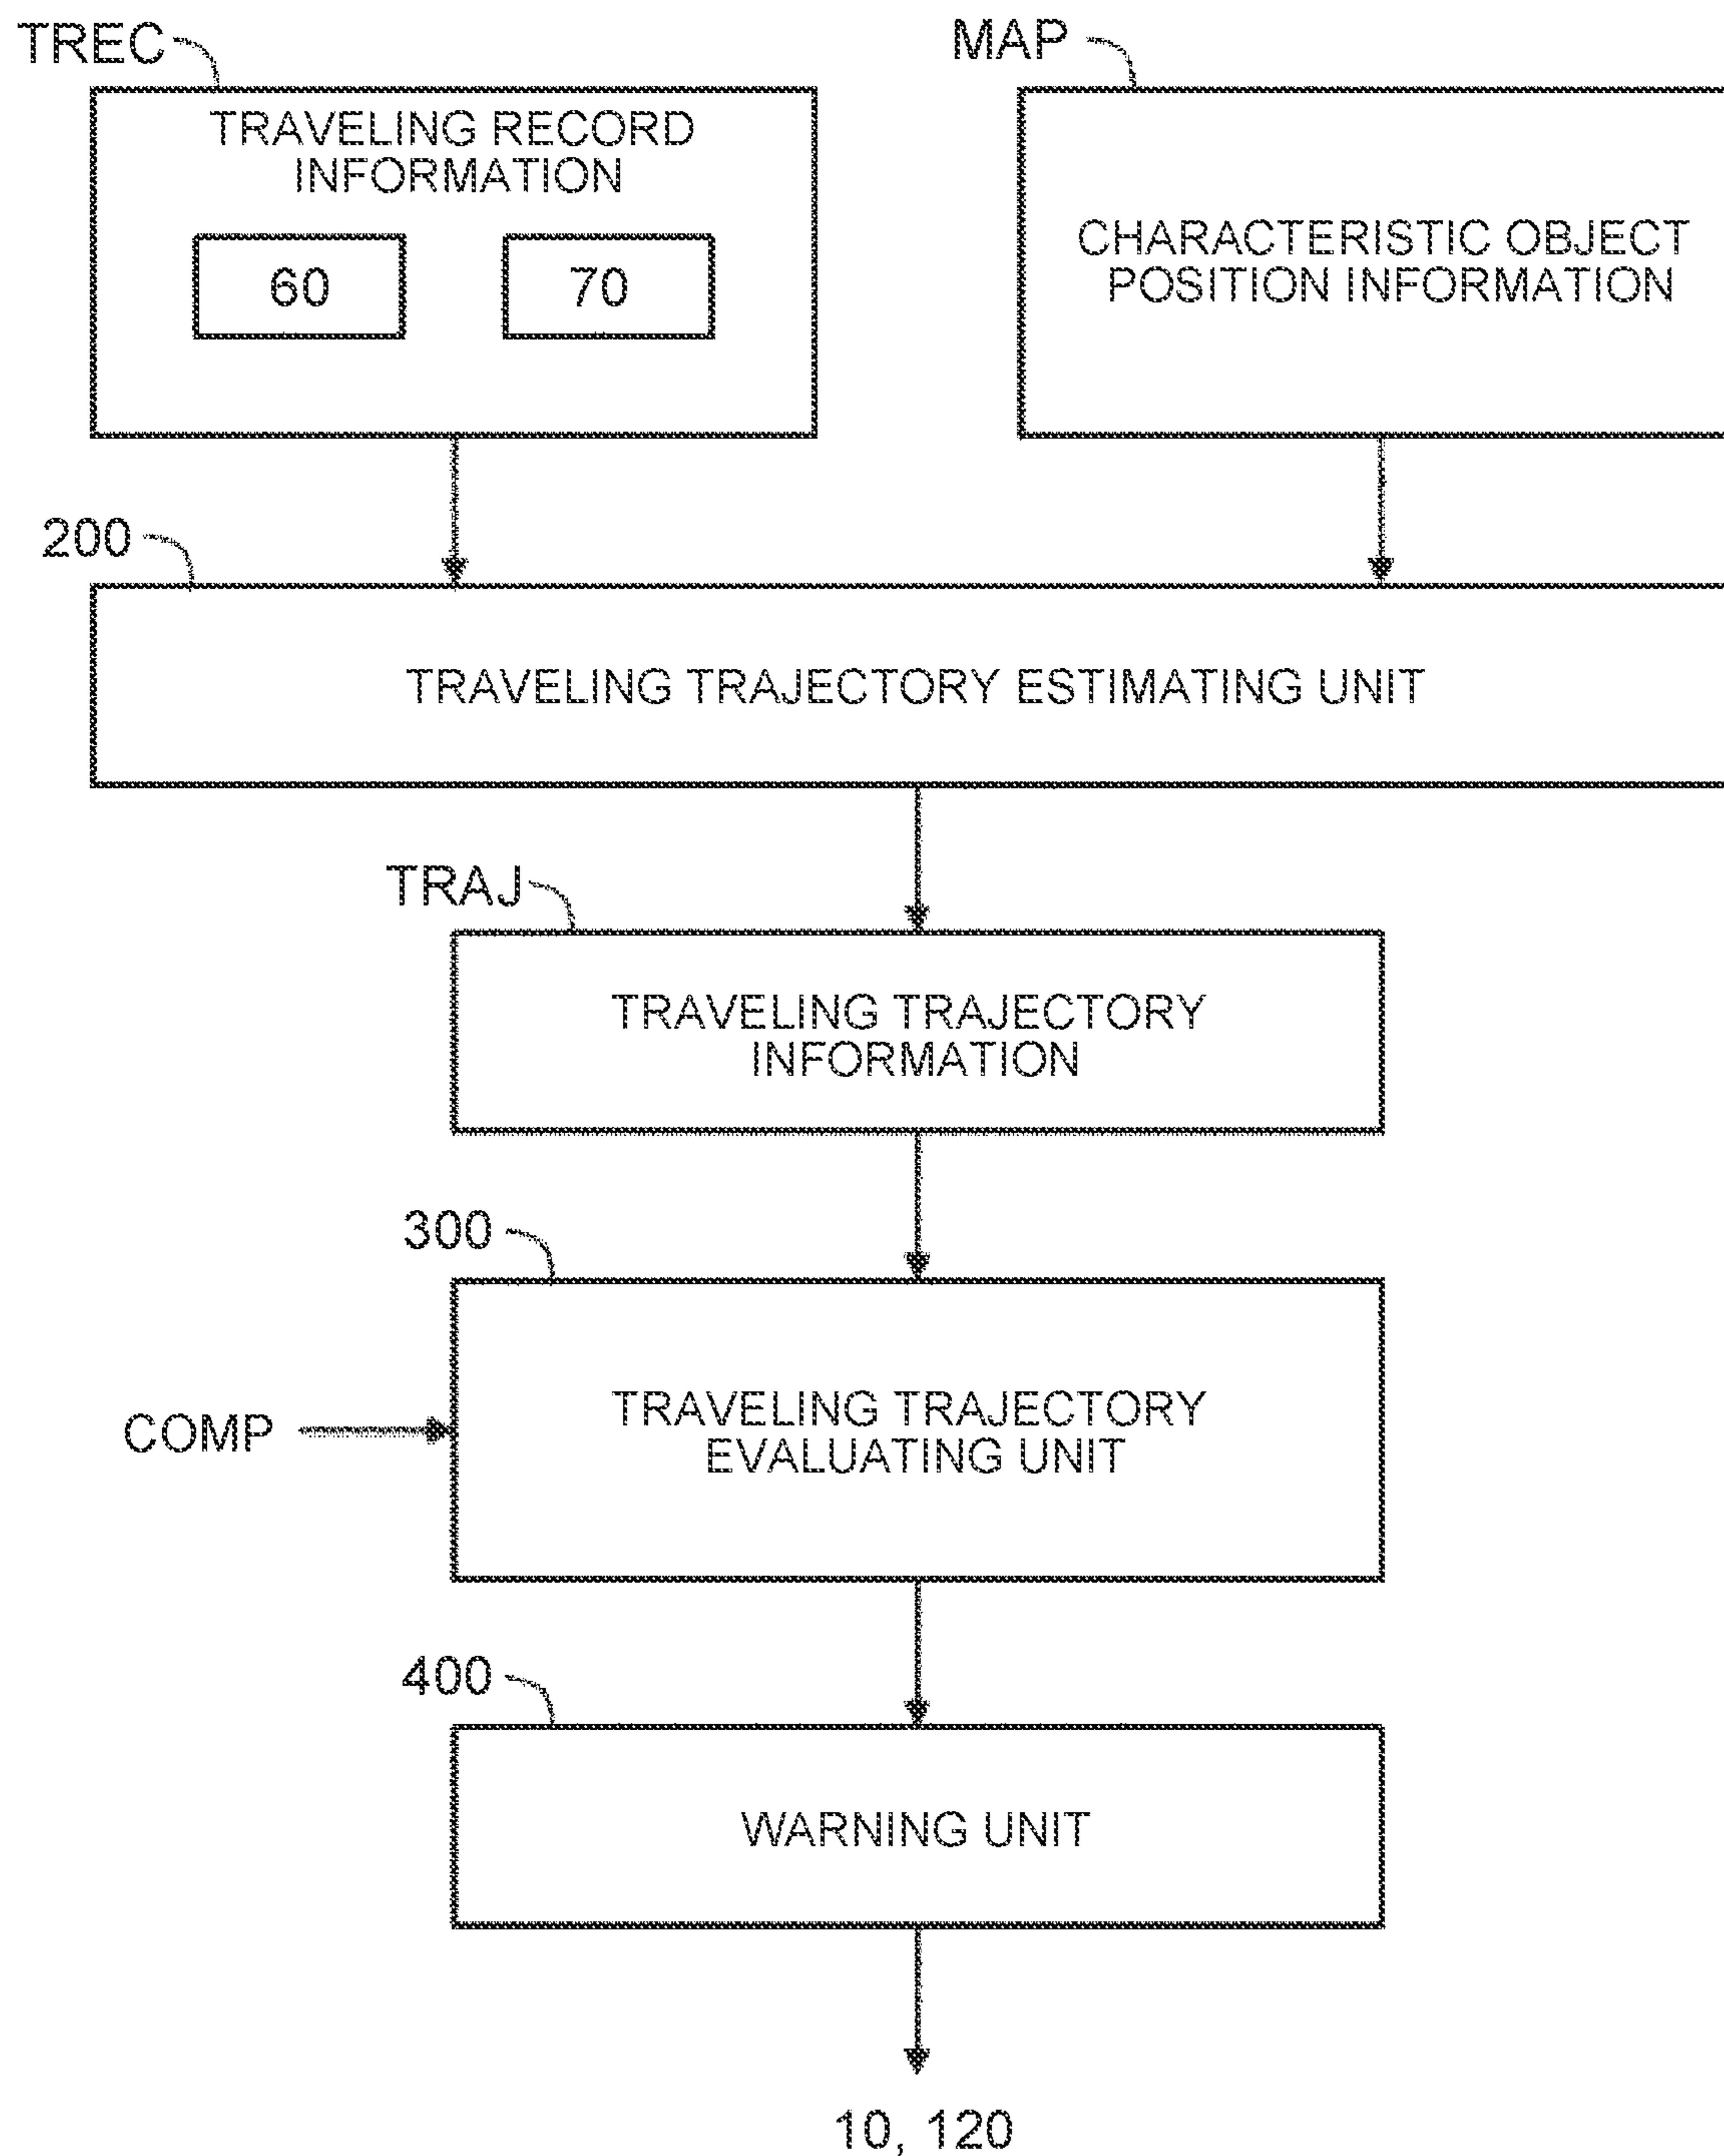 TREC
MAP
TRAVELING RECORD
INFORMATION
60
70
CHARACTERISTIC OBJECT
POSITION INFORMATION
200
TRAVELING TRAJECTORY ESTIMATING UNIT
TRAJ
TRAVELING TRAJECTORY
INFORMATION
300
COMP
TRAVELING TRAJECTORY
EVALUATING UNIT
400
WARNING UNIT
10, 120